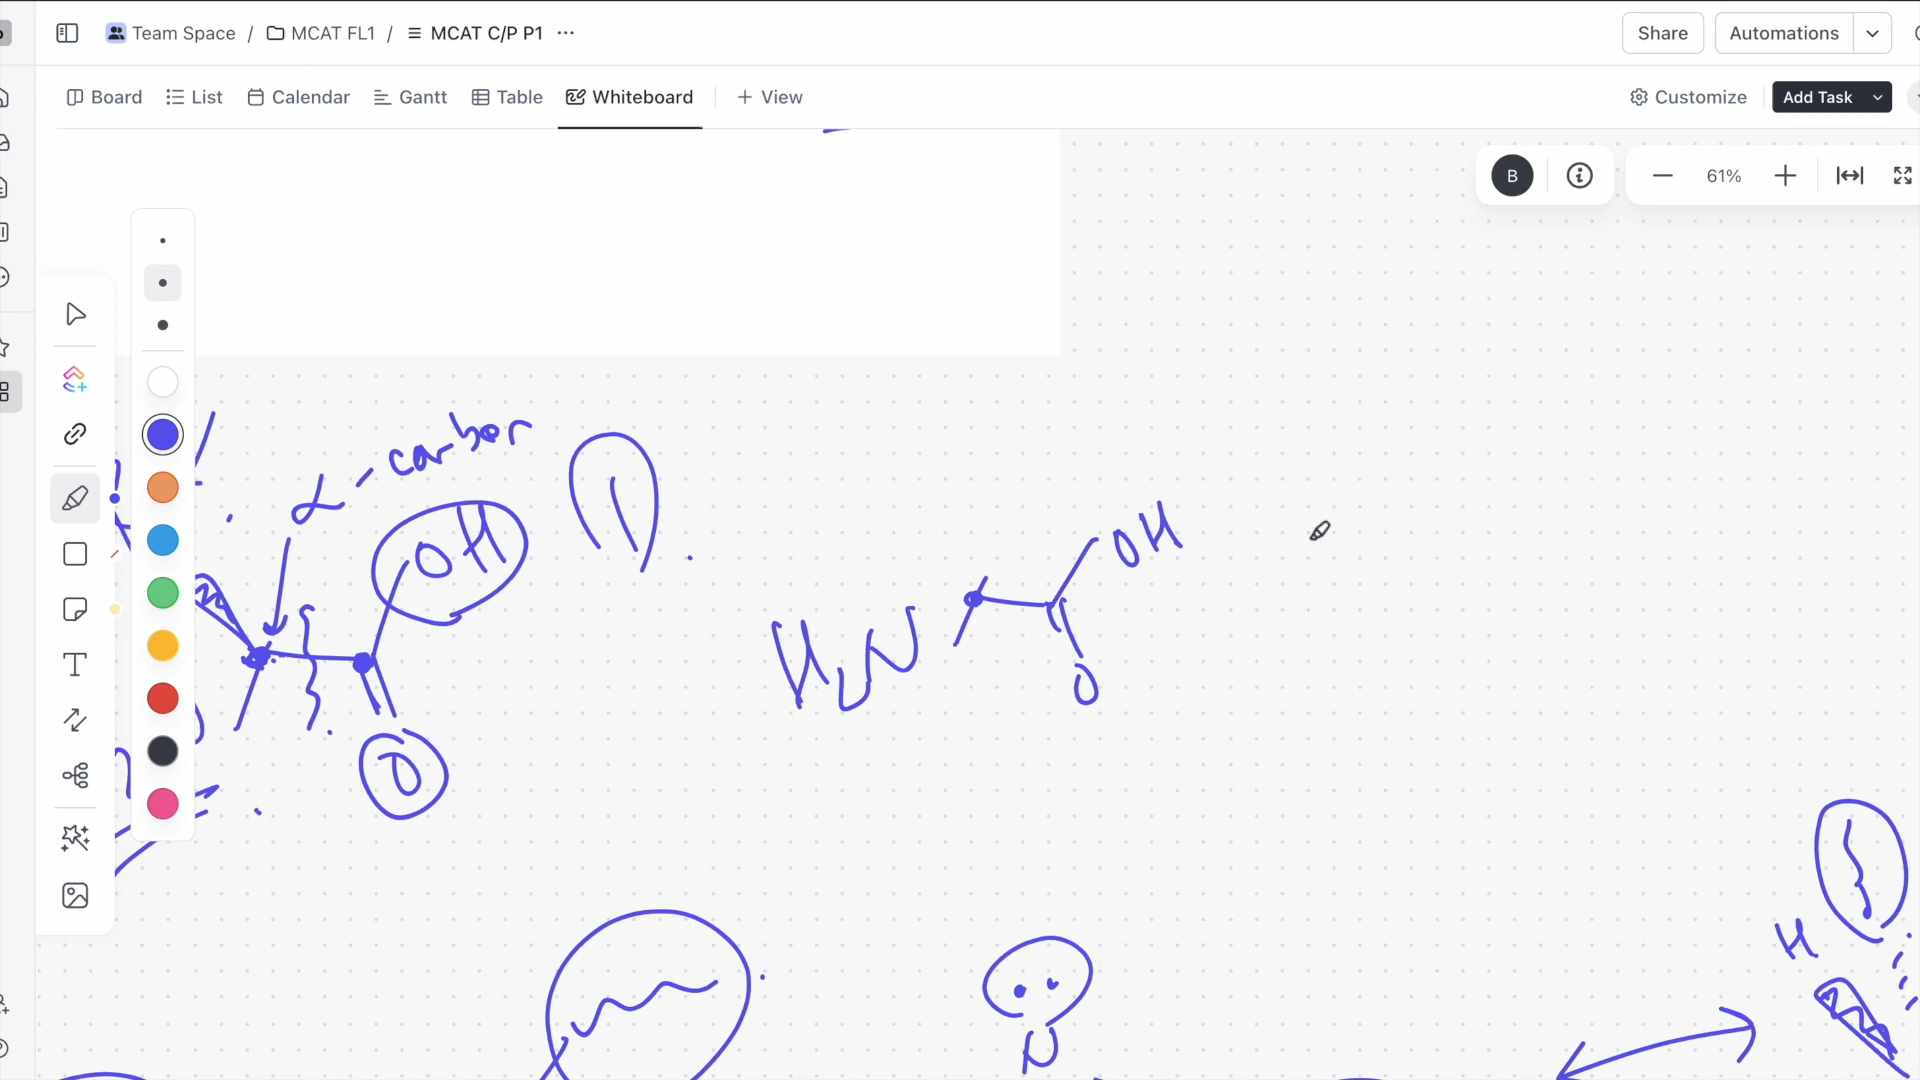 Team Space / MCAT FL1 / MCAT C/P P1 ...
Share
Automations
Board
List
Calendar
Gantt
Table
Whiteboard
+ View
Customize
Add Task
B
61%
α - carbon
OH
O
H2N
OH
O
H
N
T